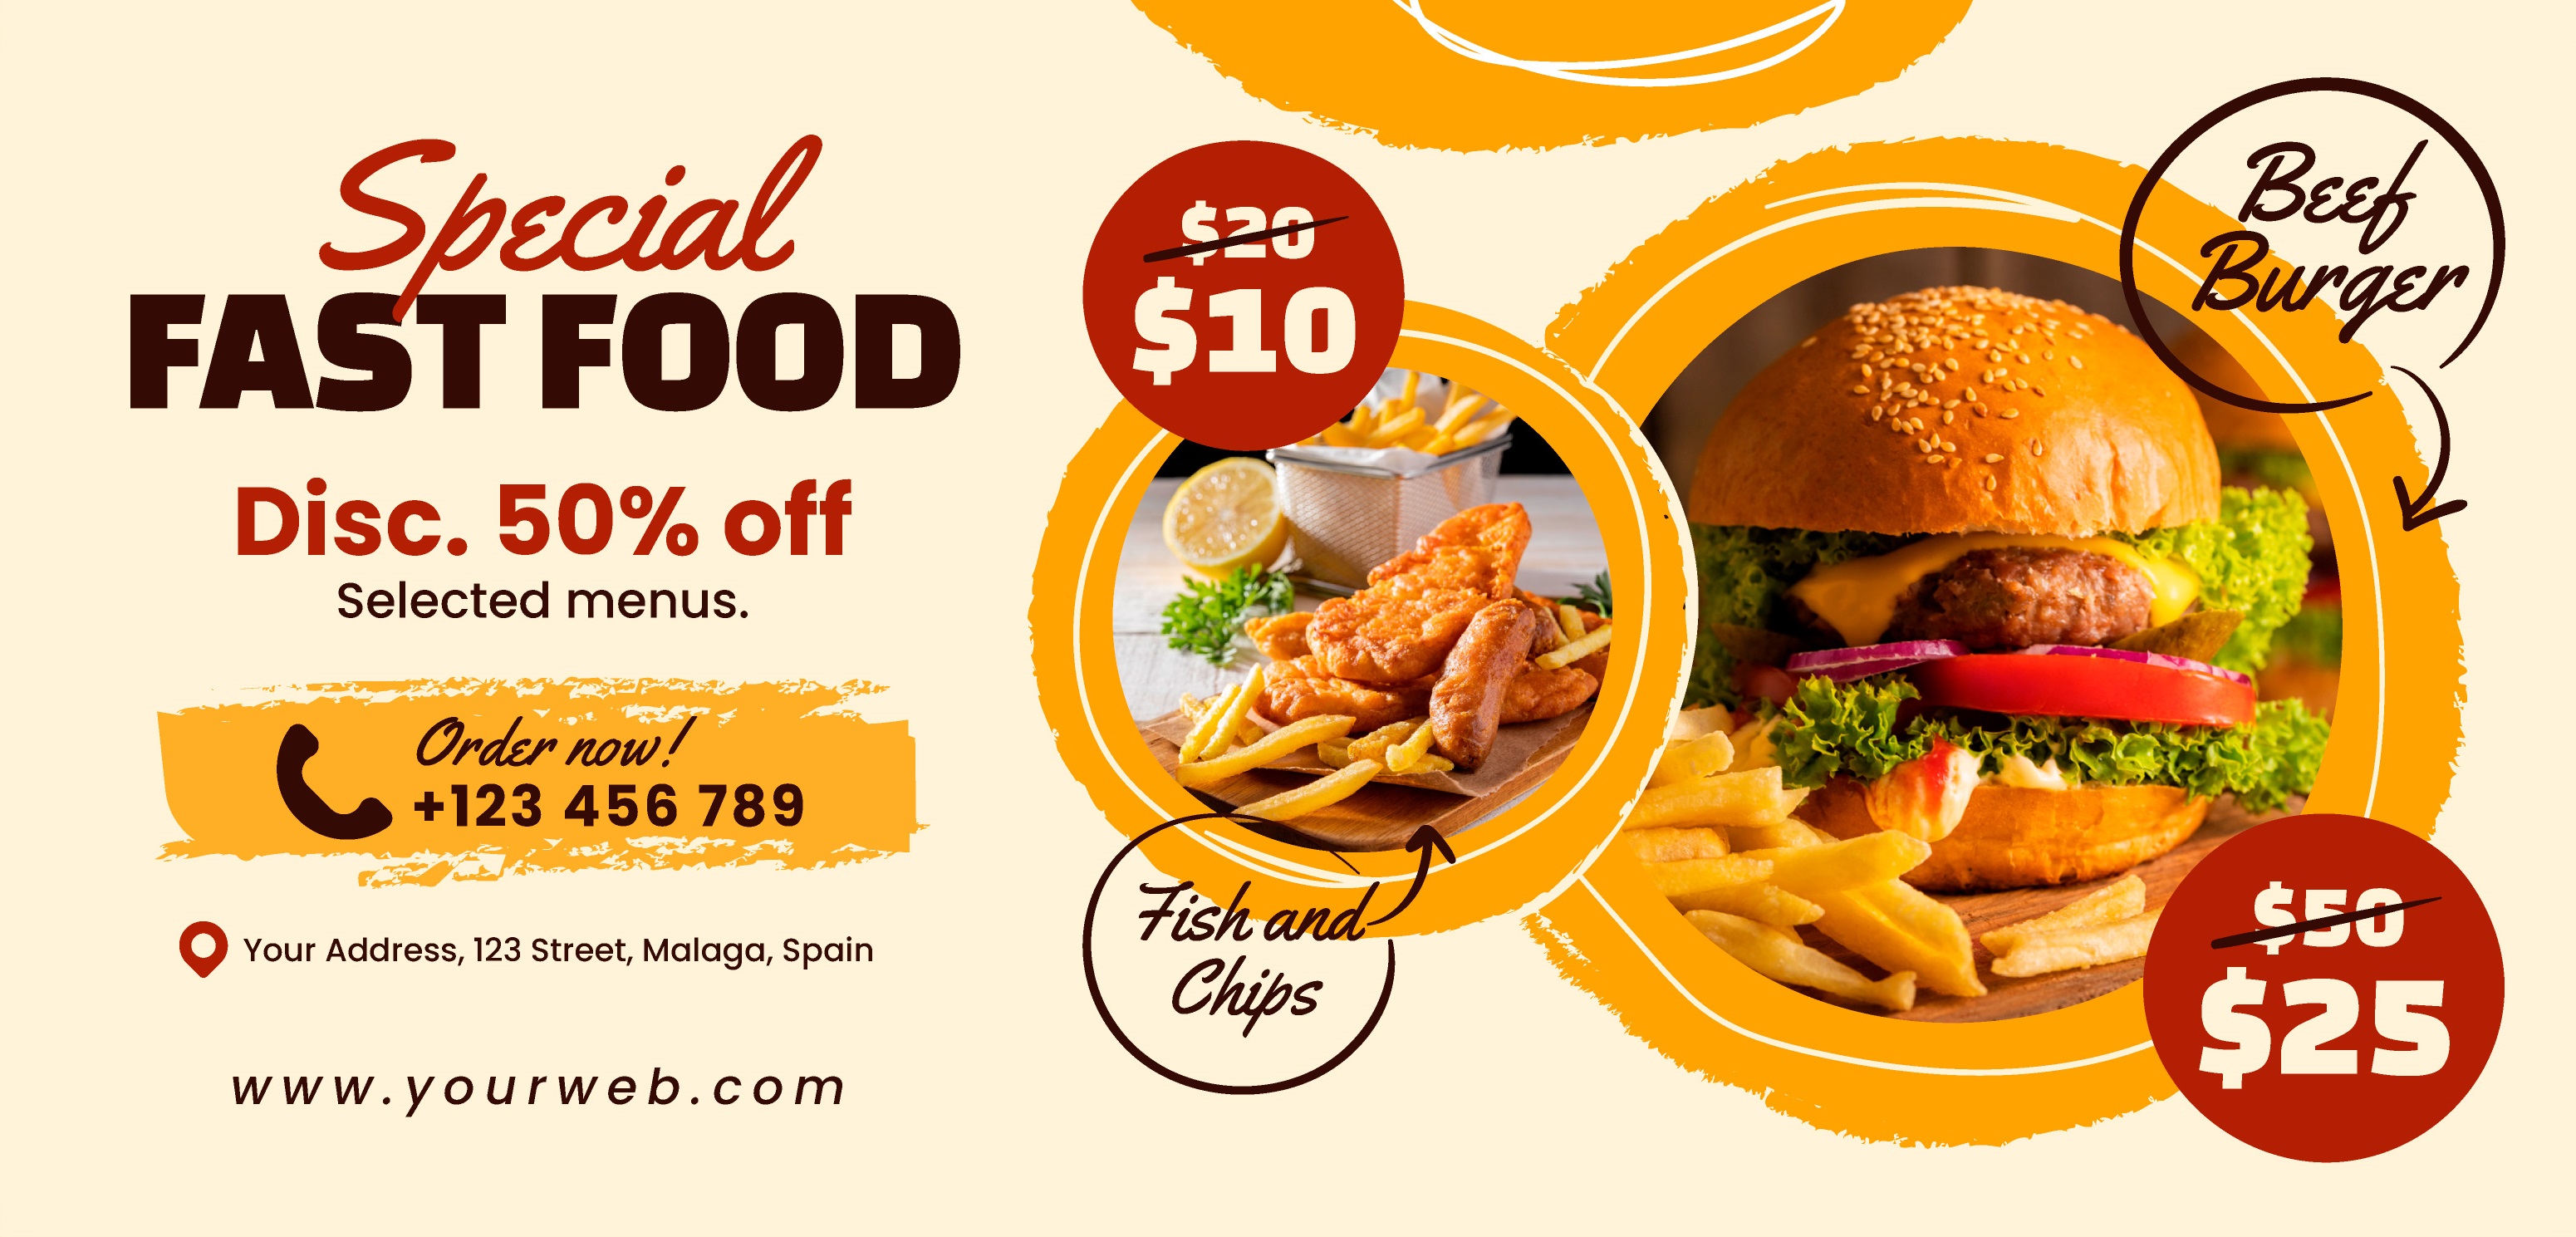 Special
FAST FOOD
Disc. 50% off
Selected menus.
Order now!
+123 456 789
Your Address, 123 Street, Malaga, Spain
www.yourweb.com
$20
$10
Fish and
Chips
Beef
Burger
$50
$25